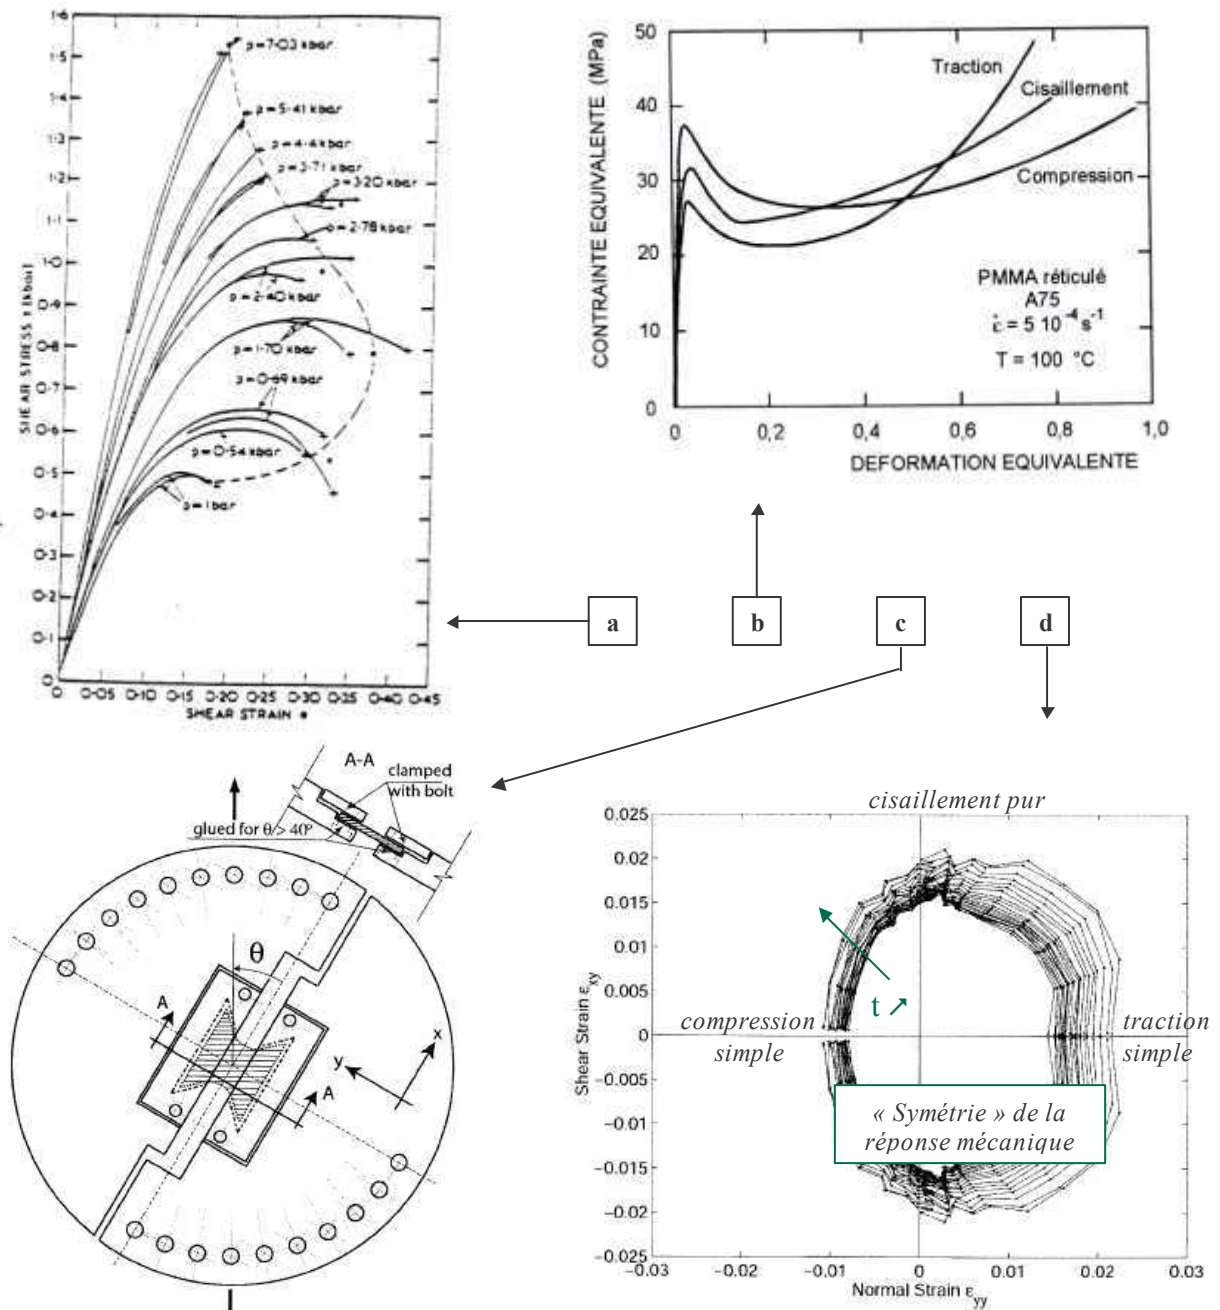 1·6
1·5
1·4
1·3
1·2
1·1
1·0
0·9
0·8
0·7
0·6
0·5
0·4
0·3
0·2
0·1
0
SHEAR STRESS τ (kbar)
p=7·03 kbar
p=5·41 kbar
p=4·4 kbar
p=3·71 kbar
p=3·20 kbar
p=2·78 kbar
p=2·40 kbar
p=1·70 kbar
p=0·69 kbar
p=0·54 kbar
p=1 bar
0 0·05 0·10 0·15 0·20 0·25 0·30 0·35 0·40 0·45
SHEAR STRAIN
CONTRAINTE EQUIVALENTE (MPa)
50
40
30
20
10
0
Traction
Cisaillement
Compression
PMMA réticulé
A75
ε̇ = 5 10⁻⁴ s⁻¹
T = 100 °C
0 0,2 0,4 0,6 0,8 1,0
DEFORMATION EQUIVALENTE
a b c d
A-A
clamped
with bolt
glued for θ > 40°
θ
A
A
x
y
cisaillement pur
0.025
0.02
0.015
0.01
0.005
0
−0.005
−0.01
−0.015
−0.02
−0.025
Shear Strain εxy
t ↗
compression
simple
traction
simple
« Symétrie » de la
réponse mécanique
−0.03 −0.02 −0.01 0 0.01 0.02 0.03
Normal Strain εyy